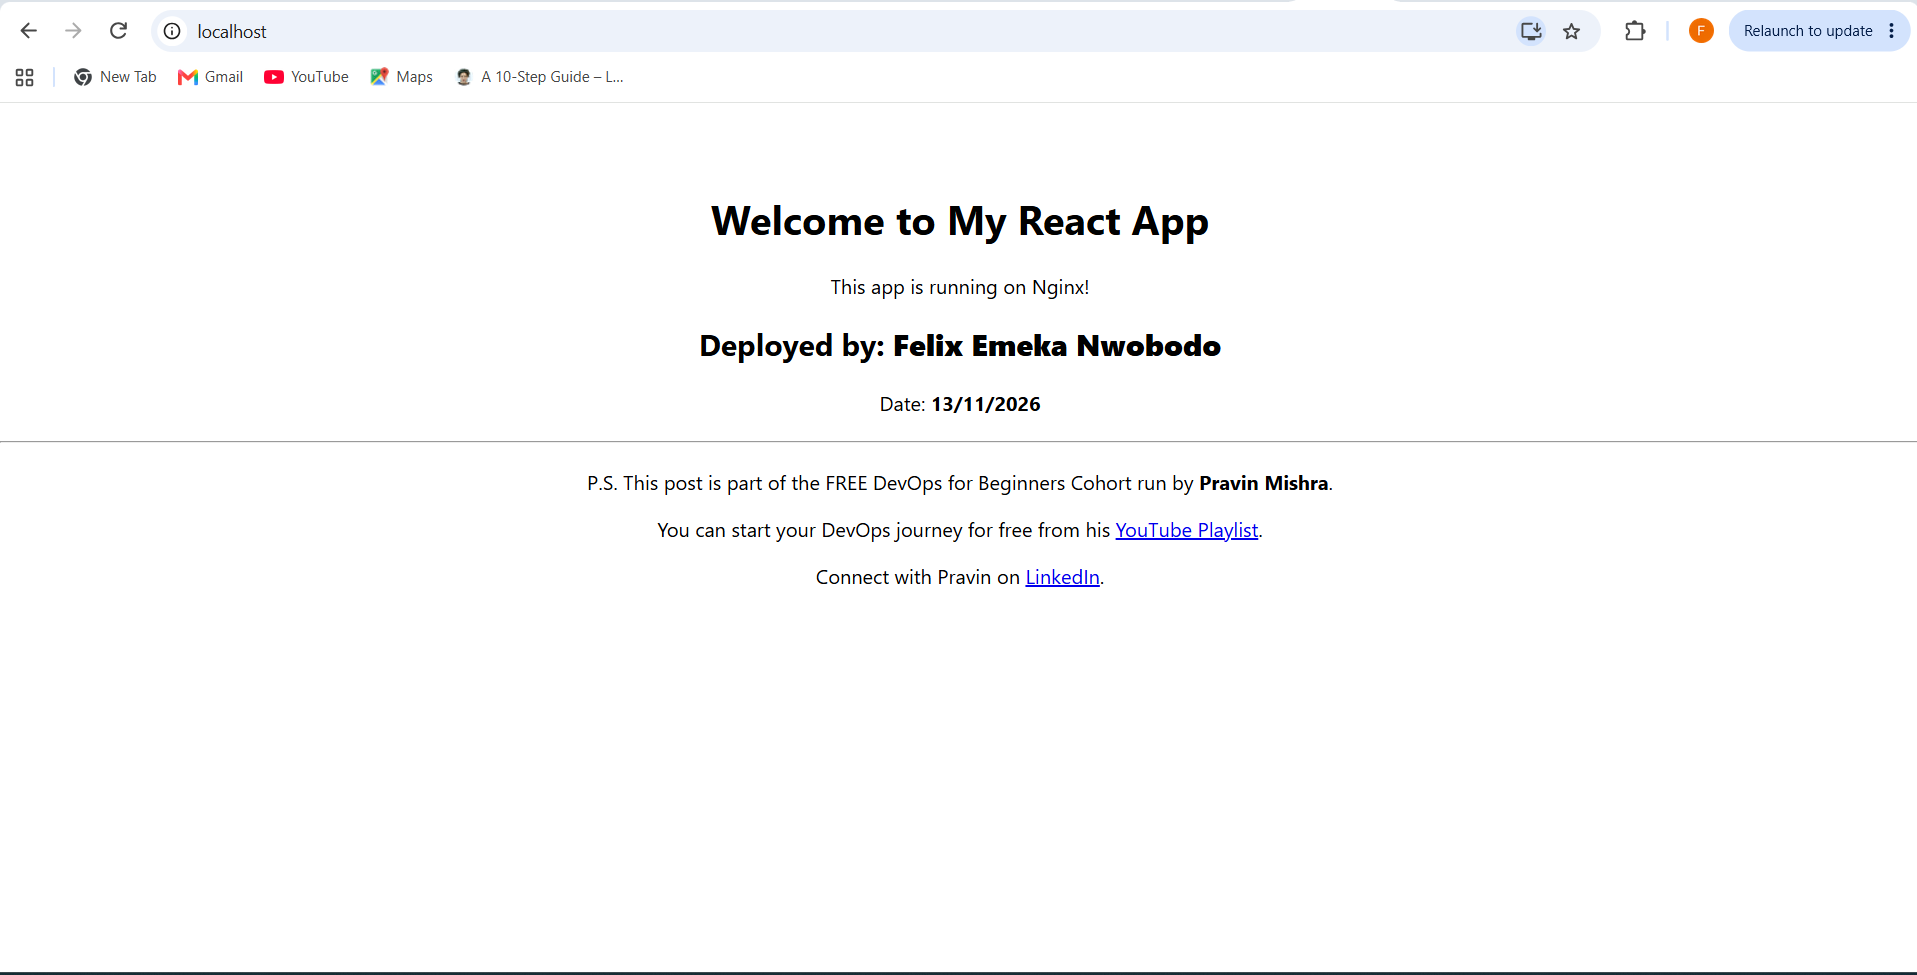 localhost
F
Relaunch to update
New Tab Gmail YouTube Maps A 10-Step Guide – L...
Welcome to My React App
This app is running on Nginx!
Deployed by: Felix Emeka Nwobodo
Date: 13/11/2026
P.S. This post is part of the FREE DevOps for Beginners Cohort run by Pravin Mishra.
You can start your DevOps journey for free from his YouTube Playlist.
Connect with Pravin on LinkedIn.